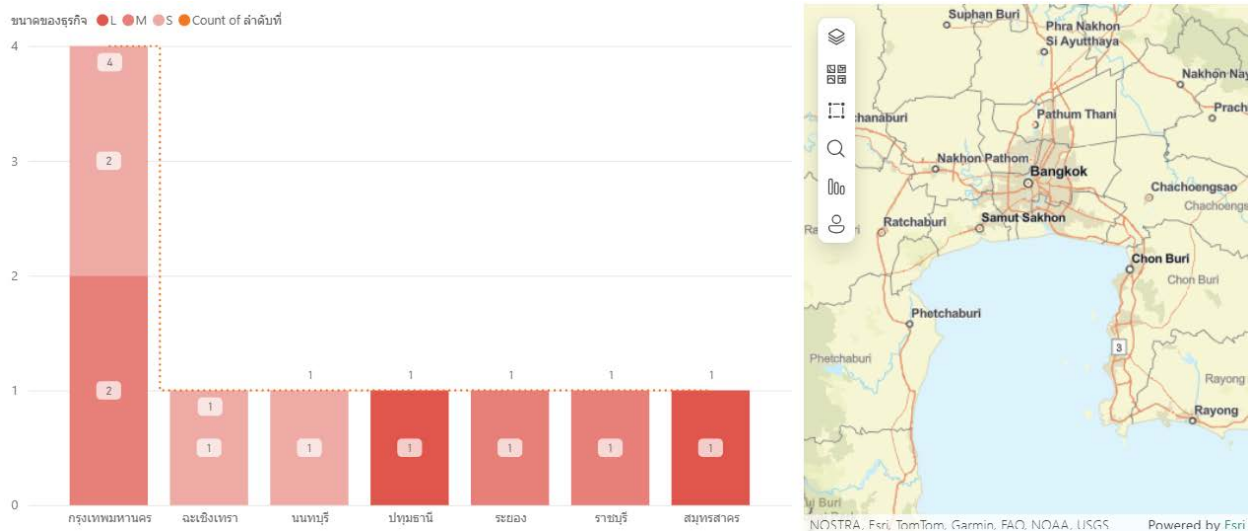 ขนาดของธุรกิจ L M S Count of ลำดับที่
4
3
2
1
0
4
2
2
1
1
1
1
1
1
1
1
1
1
1
1
กรุงเทพมหานคร ฉะเชิงเทรา นนทบุรี ปทุมธานี ระยอง ราชบุรี สมุทรสาคร
Suphan Buri
Phra Nakhon
Si Ayutthaya
Nakhon Nay
Prach
chanaburi
Pathum Thani
Nakhon Pathom
Bangkok
Chachoengsao
Chachoengs
Ratchaburi
Samut Sakhon
Chon Buri
Chon Buri
Phetchaburi
3
Phetchaburi
Rayong
Rayong
NOSTRA, Esri, TomTom, Garmin, FAO, NOAA, USGS
Powered by Esri